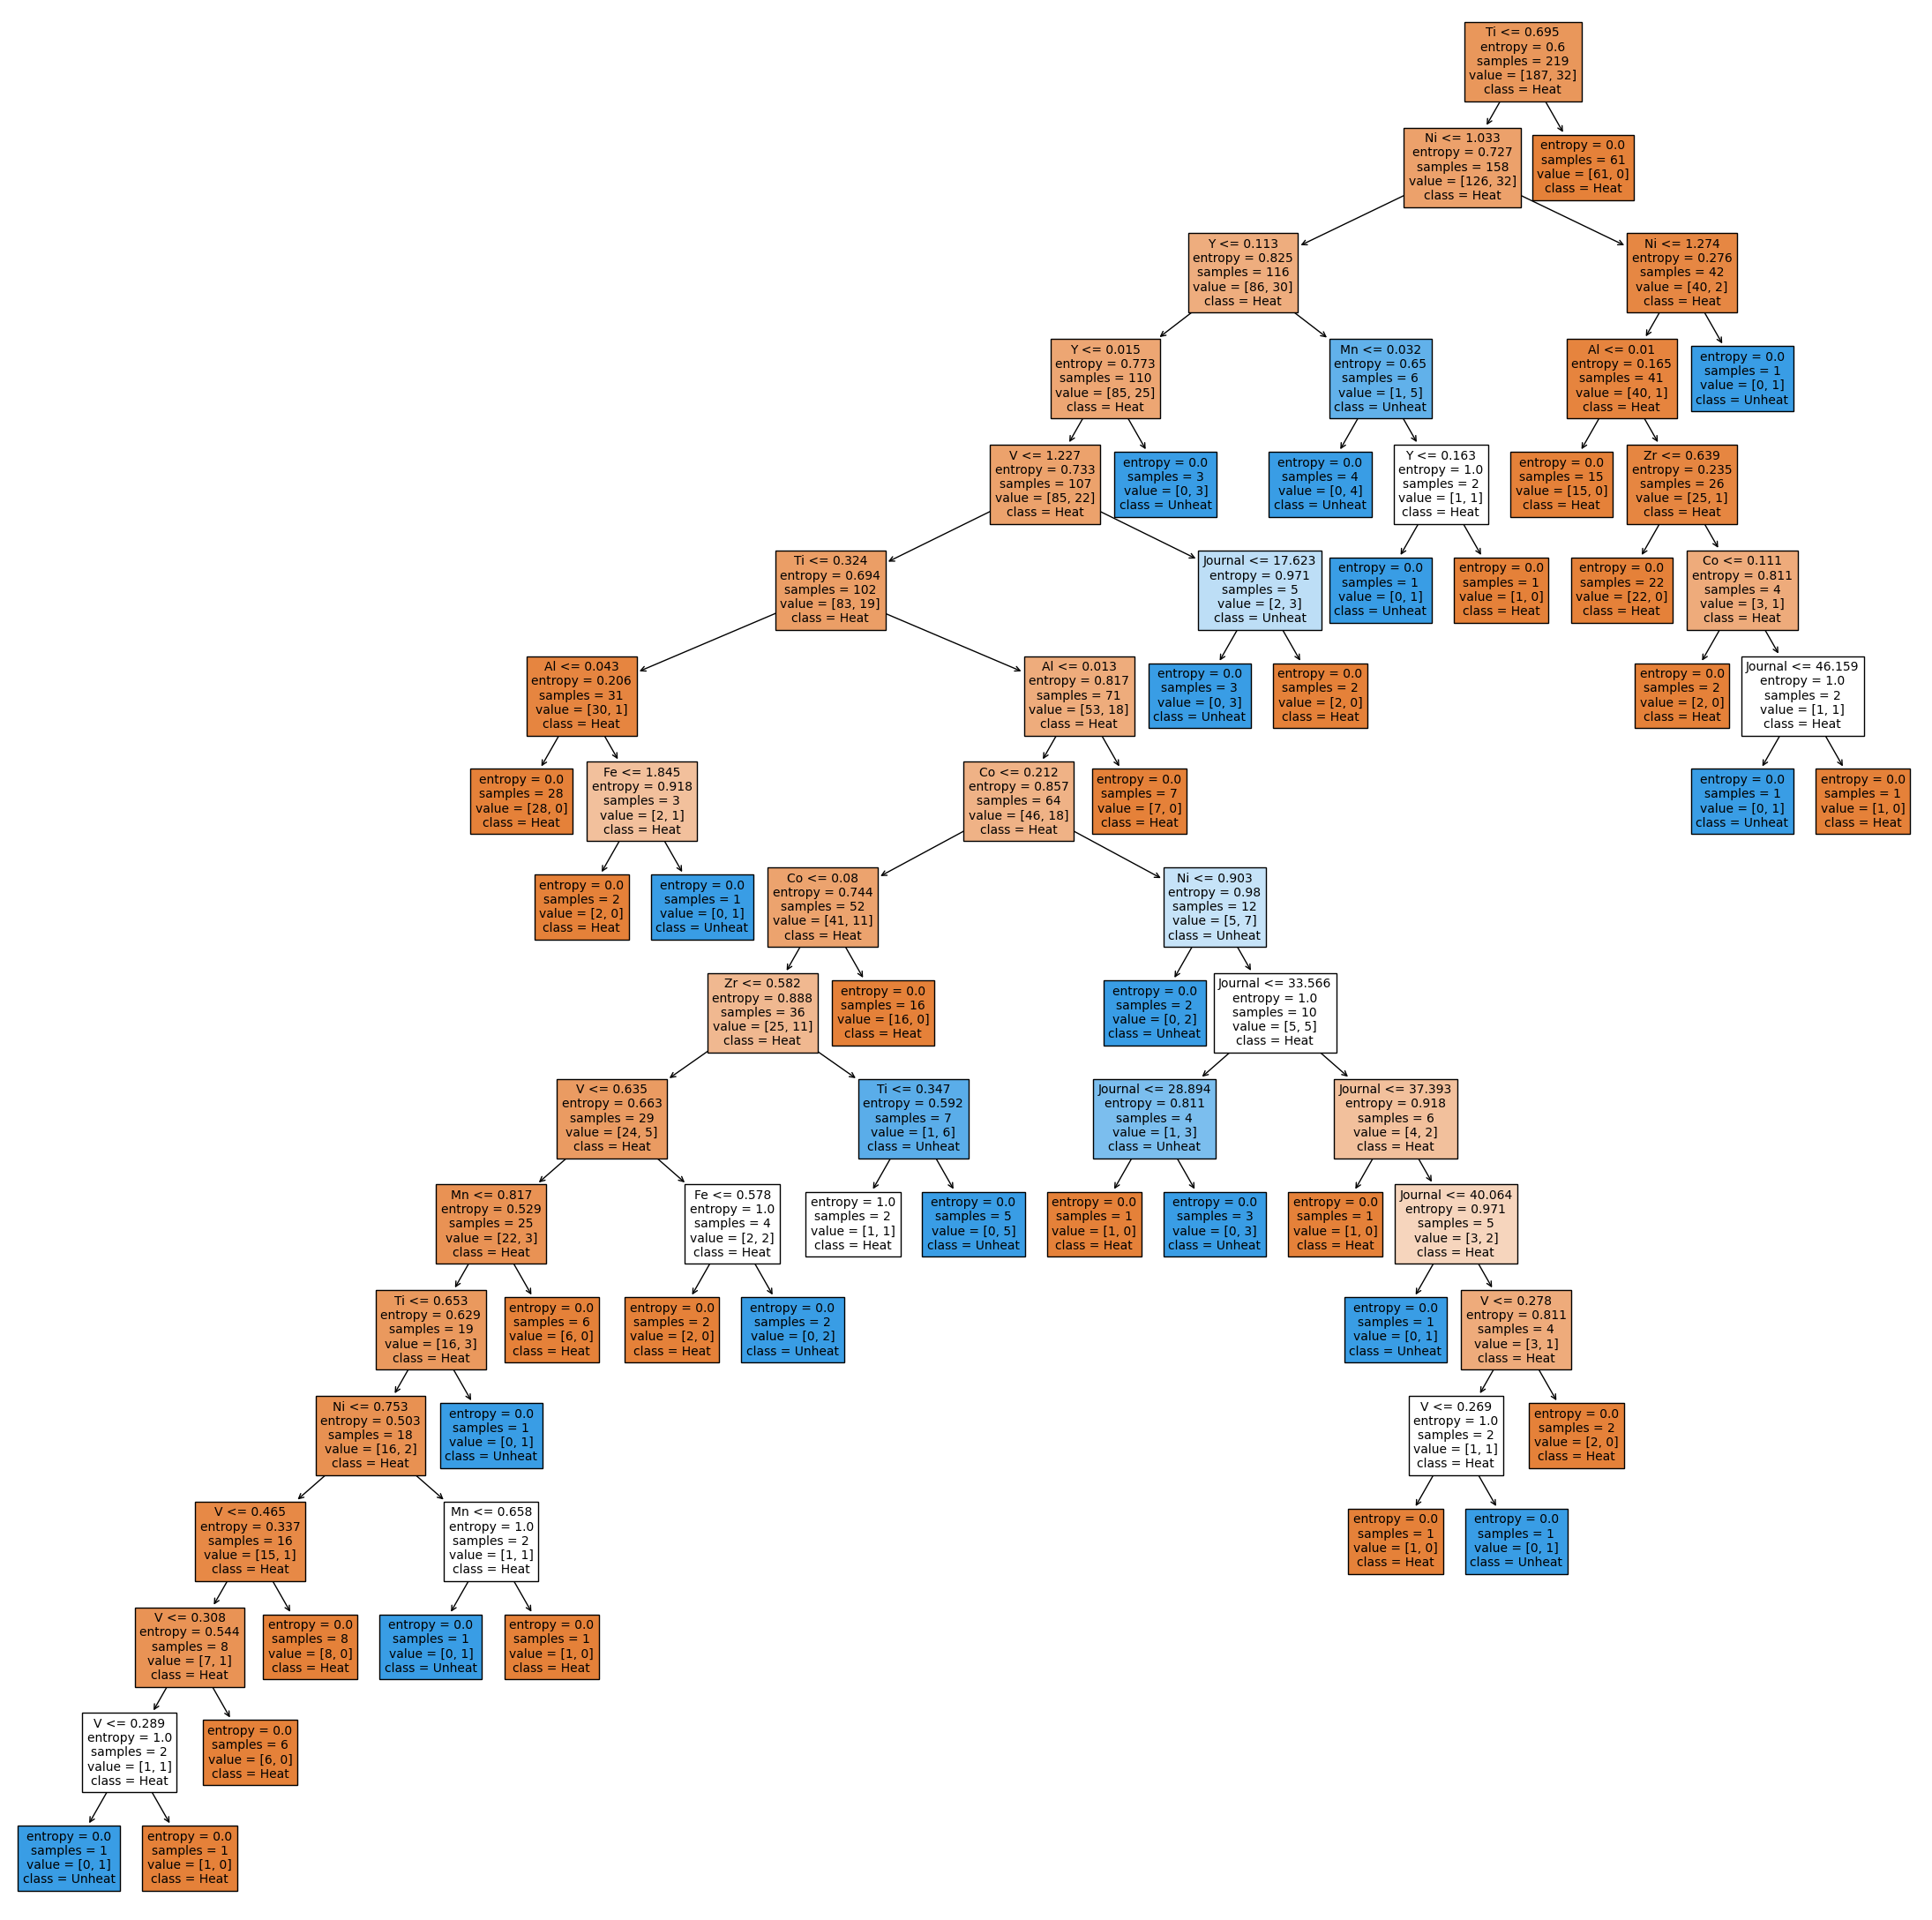 Ti <= 0.695
entropy = 0.6
samples = 219
value = [187, 32]
class = Heat
Ni <= 1.033
entropy = 0.727
samples = 158
value = [126, 32]
class = Heat
entropy = 0.0
samples = 61
value = [61, 0]
class = Heat
Y <= 0.113
entropy = 0.825
samples = 116
value = [86, 30]
class = Heat
Ni <= 1.274
entropy = 0.276
samples = 42
value = [40, 2]
class = Heat
Y <= 0.015
entropy = 0.773
samples = 110
value = [85, 25]
class = Heat
Mn <= 0.032
entropy = 0.65
samples = 6
value = [1, 5]
class = Unheat
Al <= 0.01
entropy = 0.165
samples = 41
value = [40, 1]
class = Heat
entropy = 0.0
samples = 1
value = [0, 1]
class = Unheat
V <= 1.227
entropy = 0.733
samples = 107
value = [85, 22]
class = Heat
entropy = 0.0
samples = 3
value = [0, 3]
class = Unheat
entropy = 0.0
samples = 4
value = [0, 4]
class = Unheat
Y <= 0.163
entropy = 1.0
samples = 2
value = [1, 1]
class = Heat
entropy = 0.0
samples = 15
value = [15, 0]
class = Heat
Zr <= 0.639
entropy = 0.235
samples = 26
value = [25, 1]
class = Heat
Ti <= 0.324
entropy = 0.694
samples = 102
value = [83, 19]
class = Heat
Journal <= 17.623
entropy = 0.971
samples = 5
value = [2, 3]
class = Unheat
entropy = 0.0
samples = 1
value = [0, 1]
class = Unheat
entropy = 0.0
samples = 1
value = [1, 0]
class = Heat
entropy = 0.0
samples = 22
value = [22, 0]
class = Heat
Co <= 0.111
entropy = 0.811
samples = 4
value = [3, 1]
class = Heat
Al <= 0.043
entropy = 0.206
samples = 31
value = [30, 1]
class = Heat
Al <= 0.013
entropy = 0.817
samples = 71
value = [53, 18]
class = Heat
entropy = 0.0
samples = 3
value = [0, 3]
class = Unheat
entropy = 0.0
samples = 2
value = [2, 0]
class = Heat
entropy = 0.0
samples = 2
value = [2, 0]
class = Heat
Journal <= 46.159
entropy = 1.0
samples = 2
value = [1, 1]
class = Heat
entropy = 0.0
samples = 28
value = [28, 0]
class = Heat
Fe <= 1.845
entropy = 0.918
samples = 3
value = [2, 1]
class = Heat
Co <= 0.212
entropy = 0.857
samples = 64
value = [46, 18]
class = Heat
entropy = 0.0
samples = 7
value = [7, 0]
class = Heat
entropy = 0.0
samples = 1
value = [0, 1]
class = Unheat
entropy = 0.0
samples = 1
value = [1, 0]
class = Heat
entropy = 0.0
samples = 2
value = [2, 0]
class = Heat
entropy = 0.0
samples = 1
value = [0, 1]
class = Unheat
Co <= 0.08
entropy = 0.744
samples = 52
value = [41, 11]
class = Heat
Ni <= 0.903
entropy = 0.98
samples = 12
value = [5, 7]
class = Unheat
Zr <= 0.582
entropy = 0.888
samples = 36
value = [25, 11]
class = Heat
entropy = 0.0
samples = 16
value = [16, 0]
class = Heat
entropy = 0.0
samples = 2
value = [0, 2]
class = Unheat
Journal <= 33.566
entropy = 1.0
samples = 10
value = [5, 5]
class = Heat
V <= 0.635
entropy = 0.663
samples = 29
value = [24, 5]
class = Heat
Ti <= 0.347
entropy = 0.592
samples = 7
value = [1, 6]
class = Unheat
Journal <= 28.894
entropy = 0.811
samples = 4
value = [1, 3]
class = Unheat
Journal <= 37.393
entropy = 0.918
samples = 6
value = [4, 2]
class = Heat
Mn <= 0.817
entropy = 0.529
samples = 25
value = [22, 3]
class = Heat
Fe <= 0.578
entropy = 1.0
samples = 4
value = [2, 2]
class = Heat
entropy = 1.0
samples = 2
value = [1, 1]
class = Heat
entropy = 0.0
samples = 5
value = [0, 5]
class = Unheat
entropy = 0.0
samples = 1
value = [1, 0]
class = Heat
entropy = 0.0
samples = 3
value = [0, 3]
class = Unheat
entropy = 0.0
samples = 1
value = [1, 0]
class = Heat
Journal <= 40.064
entropy = 0.971
samples = 5
value = [3, 2]
class = Heat
Ti <= 0.653
entropy = 0.629
samples = 19
value = [16, 3]
class = Heat
entropy = 0.0
samples = 6
value = [6, 0]
class = Heat
entropy = 0.0
samples = 2
value = [2, 0]
class = Heat
entropy = 0.0
samples = 2
value = [0, 2]
class = Unheat
entropy = 0.0
samples = 1
value = [0, 1]
class = Unheat
V <= 0.278
entropy = 0.811
samples = 4
value = [3, 1]
class = Heat
Ni <= 0.753
entropy = 0.503
samples = 18
value = [16, 2]
class = Heat
entropy = 0.0
samples = 1
value = [0, 1]
class = Unheat
V <= 0.269
entropy = 1.0
samples = 2
value = [1, 1]
class = Heat
entropy = 0.0
samples = 2
value = [2, 0]
class = Heat
V <= 0.465
entropy = 0.337
samples = 16
value = [15, 1]
class = Heat
Mn <= 0.658
entropy = 1.0
samples = 2
value = [1, 1]
class = Heat
entropy = 0.0
samples = 1
value = [1, 0]
class = Heat
entropy = 0.0
samples = 1
value = [0, 1]
class = Unheat
V <= 0.308
entropy = 0.544
samples = 8
value = [7, 1]
class = Heat
entropy = 0.0
samples = 8
value = [8, 0]
class = Heat
entropy = 0.0
samples = 1
value = [0, 1]
class = Unheat
entropy = 0.0
samples = 1
value = [1, 0]
class = Heat
V <= 0.289
entropy = 1.0
samples = 2
value = [1, 1]
class = Heat
entropy = 0.0
samples = 6
value = [6, 0]
class = Heat
entropy = 0.0
samples = 1
value = [0, 1]
class = Unheat
entropy = 0.0
samples = 1
value = [1, 0]
class = Heat